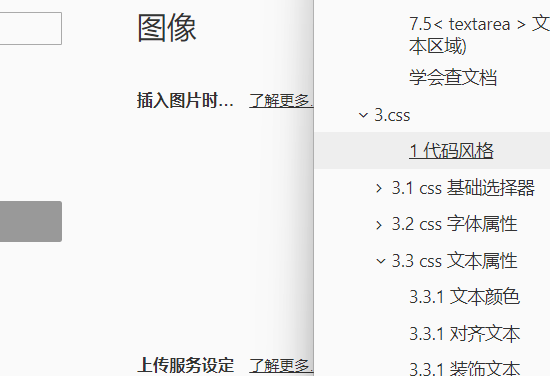 图像
插入图片时... 了解更多.
上传服务设定 了解更多.
7.5< textarea > 文
本区域)
学会查文档
3.css
1 代码风格
3.1 css 基础选择器
3.2 css 字体属性
3.3 css 文本属性
3.3.1 文本颜色
3.3.1 对齐文本
3.3.1 装饰文本